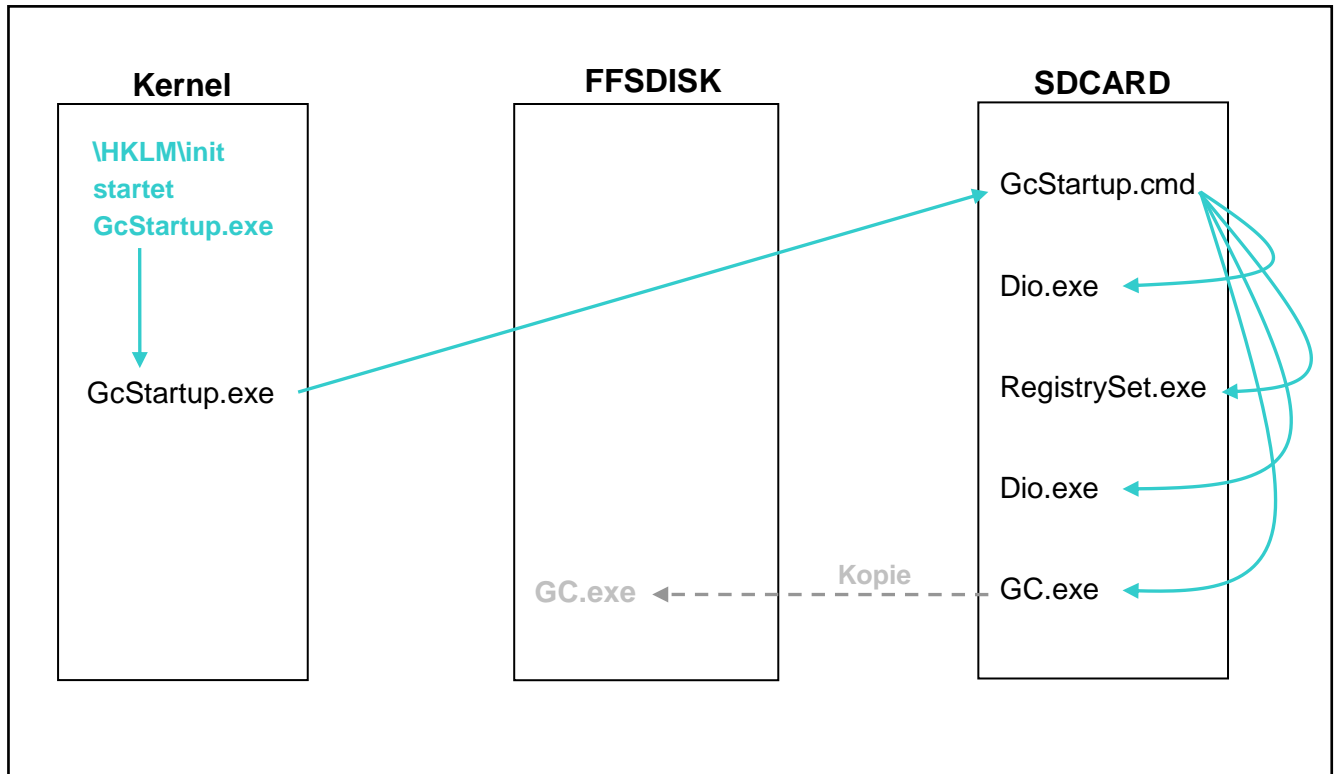 Kernel
FFSDISK
SDCARD
\HKLM\init
startet
GcStartup.exe
GcStartup.cmd
Dio.exe
GcStartup.exe
RegistrySet.exe
Dio.exe
Kopie
GC.exe
GC.exe